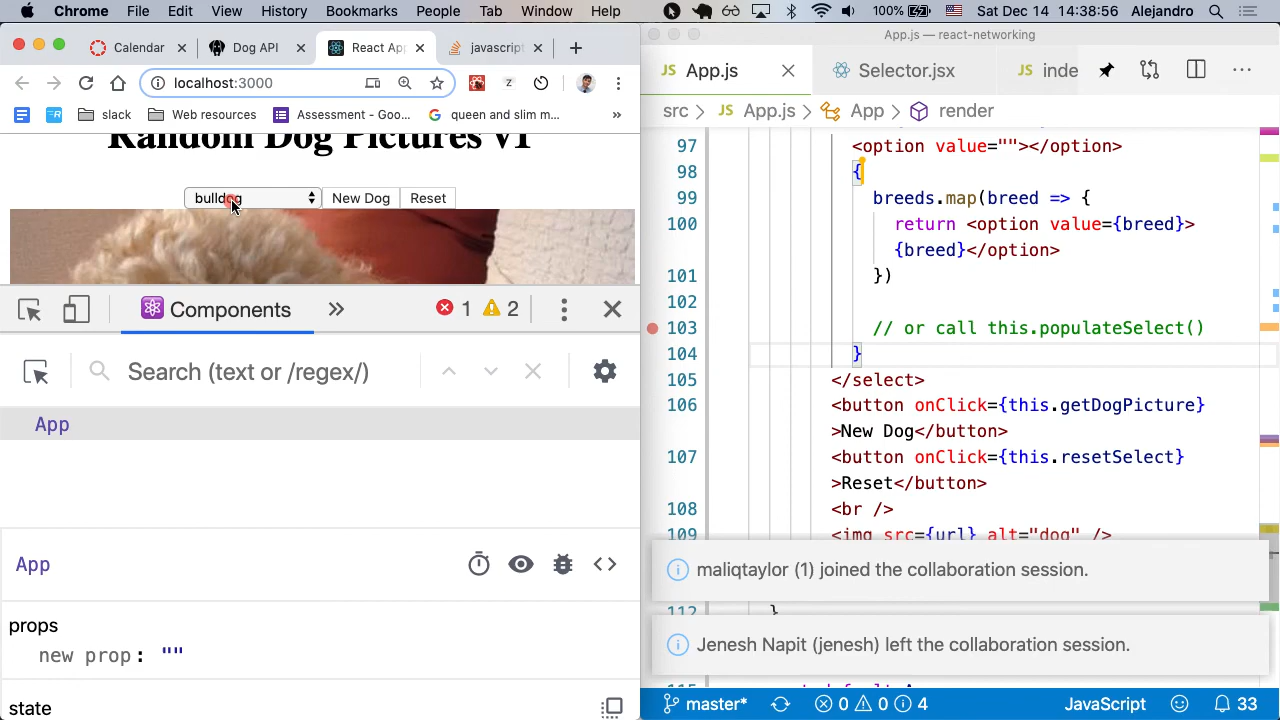 Chrome File Edit View History Bookmarks People Tab Window Help 100% Sat Dec 14 14:38:56 Alejandro
Calendar Dog API React App javascript
localhost:3000
slack Web resources Assessment - Goo... queen and slim m... »
Random Dog Pictures V1
bulldog New Dog Reset
Components » 1 2
Search (text or /regex/)
App
App
props
new prop: ""
state
App.js — react-networking
JS App.js Selector.jsx JS inde
src > JS App.js > App > render
97 <option value=""></option>
98 {
99 breeds.map(breed => {
100 return <option value={breed}>
{breed}</option>
101 })
102
103 // or call this.populateSelect()
104 }
105 </select>
106 <button onClick={this.getDogPicture}
>New Dog</button>
107 <button onClick={this.resetSelect}
>Reset</button>
108 <br />
109 <img src={url} alt="dog" />
maliqtaylor (1) joined the collaboration session.
112 }
Jenesh Napit (jenesh) left the collaboration session.
master* 0 0 4 JavaScript 33